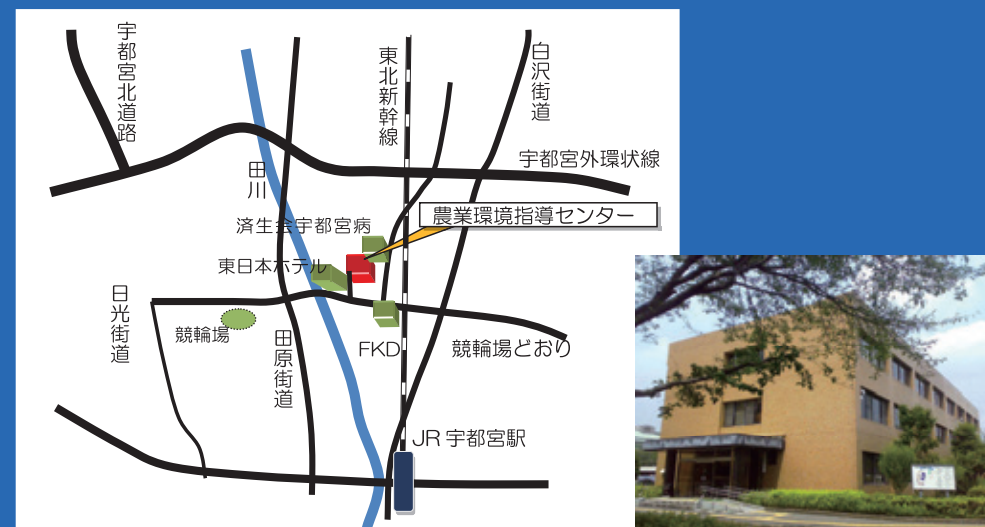 宇都宮北道路
東北新幹線
白沢街道
宇都宮外環状線
田川
農業環境指導センター
済生会宇都宮病
東日本ホテル
日光街道
競輪場
田原街道
FKD
競輪場どおり
JR宇都宮駅